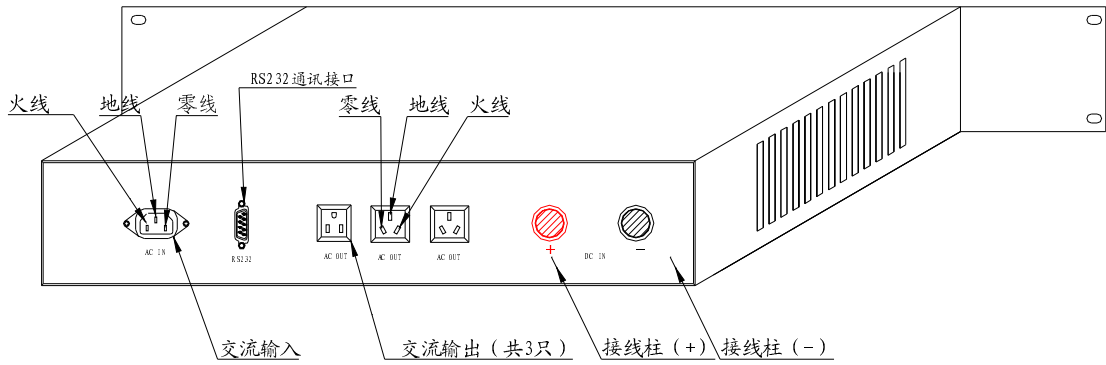 RS232通讯接口
火线
地线
零线
零线
地线
火线
AC IN
RS232
AC OUT
AC OUT
AC OUT
+
DC IN
−
交流输入
交流输出（共3只）
接线柱（+）
接线柱（−）